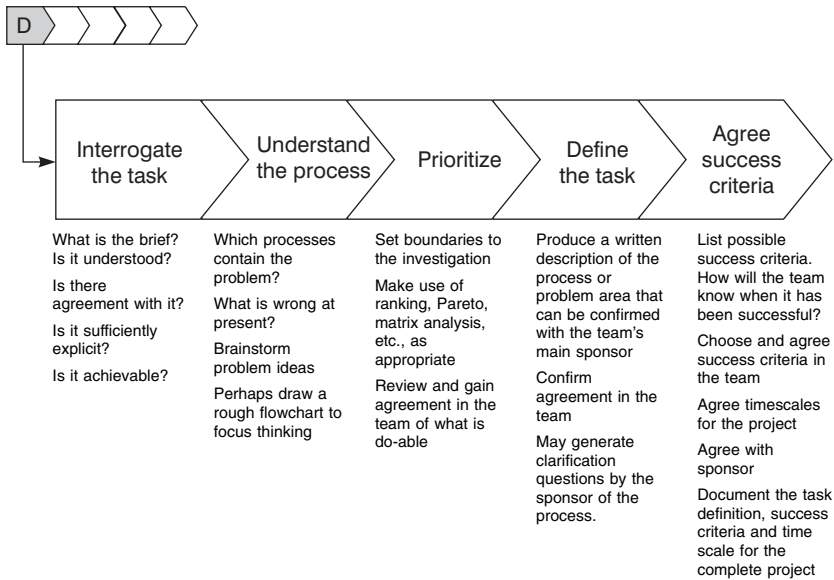 D
Interrogate
the task
Understand
the process
Prioritize
Define
the task
Agree
success
criteria
What is the brief?
Is it understood?
Is there
agreement with it?
Is it sufficiently
explicit?
Is it achievable?
Which processes
contain the
problem?
What is wrong at
present?
Brainstorm
problem ideas
Perhaps draw a
rough flowchart to
focus thinking
Set boundaries to
the investigation
Make use of
ranking, Pareto,
matrix analysis,
etc., as
appropriate
Review and gain
agreement in the
team of what is
do-able
Produce a written
description of the
process or
problem area that
can be confirmed
with the team's
main sponsor
Confirm
agreement in the
team
May generate
clarification
questions by the
sponsor of the
process.
List possible
success criteria.
How will the team
know when it has
been successful?
Choose and agree
success criteria in
the team
Agree timescales
for the project
Agree with
sponsor
Document the task
definition, success
criteria and time
scale for the
complete project